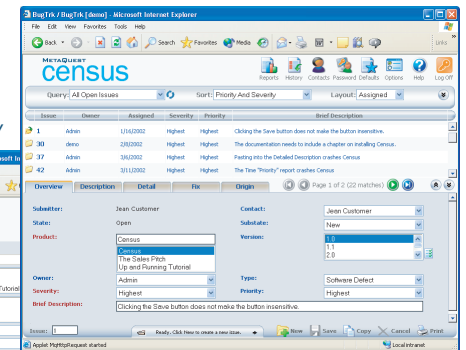 BugTrk / BugTrk [demo] - Microsoft Internet Explorer
File Edit View Favorites Tools Help
Back Search Favorites Media Links
METAQUEST
census
Reports History Contacts Password Defaults Options Help Log Off
Query: All Open Issues Sort: Priority And Severity Layout: Assigned
Issue Owner Assigned Severity Priority Brief Description
1 Admin 1/16/2002 Highest Highest Clicking the Save button does not make the button insensitive.
30 demo 2/8/2002 Highest Highest The documentation needs to include a chapter on installing Census.
37 Admin 3/6/2002 Highest Highest Pasting into the Detailed Description crashes Census
42 Admin 3/11/2002 Highest Highest The Time "Priority" report crashes Census
Overview Description Detail Fix Origin Page 1 of 2 (22 matches)
Submitter: Jean Customer Contact: Jean Customer
State: Open Substate: New
Product: Census Version: 1.0
Census 1.1
The Sales Pitch 2.0
Up and Running Tutorial
Owner: Admin Type: Software Defect
Severity: Highest Priority: Highest
Brief Description: Clicking the Save button does not make the button insensitive.
Issue: 1 Ready. Click New to create a new issue. New Save Copy Cancel Print
Applet MqHttpRequest started Local intranet
soft In
Tutorial